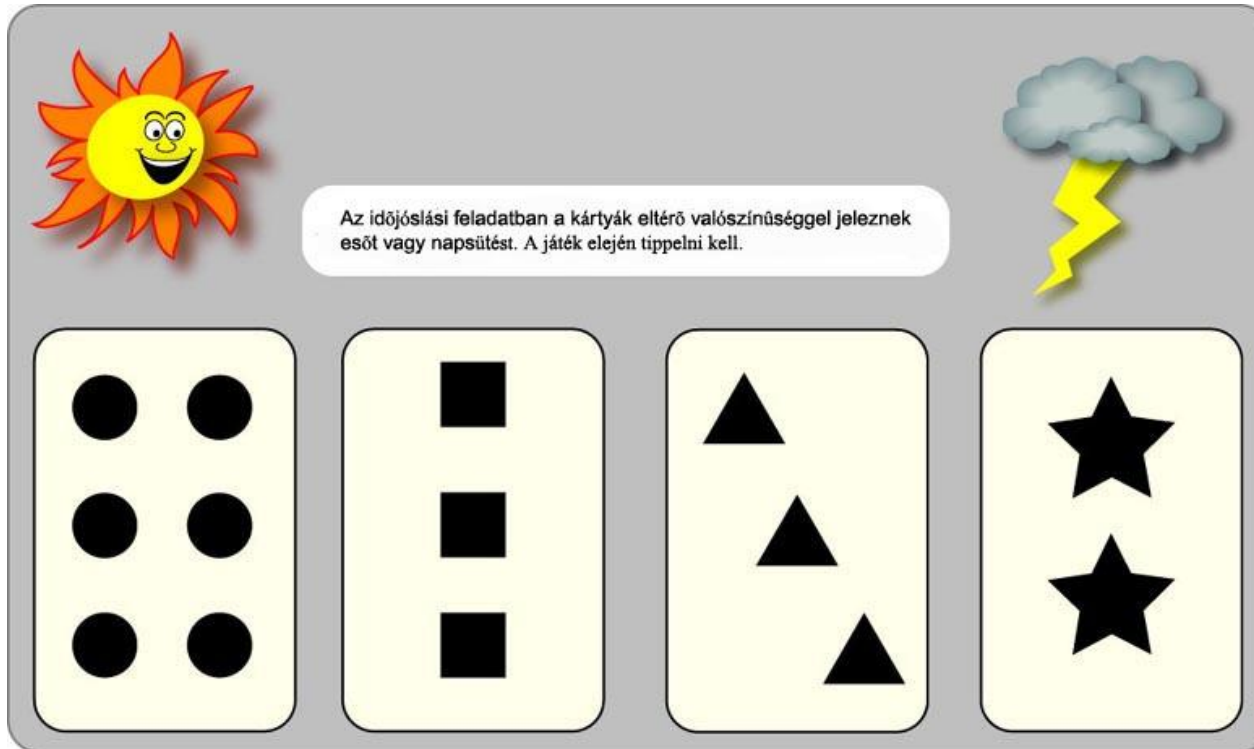 Az idõjóslási feladatban a kártyák eltérõ valószínûséggel jeleznek
esõt vagy napsütést. A játék elején tippelni kell.